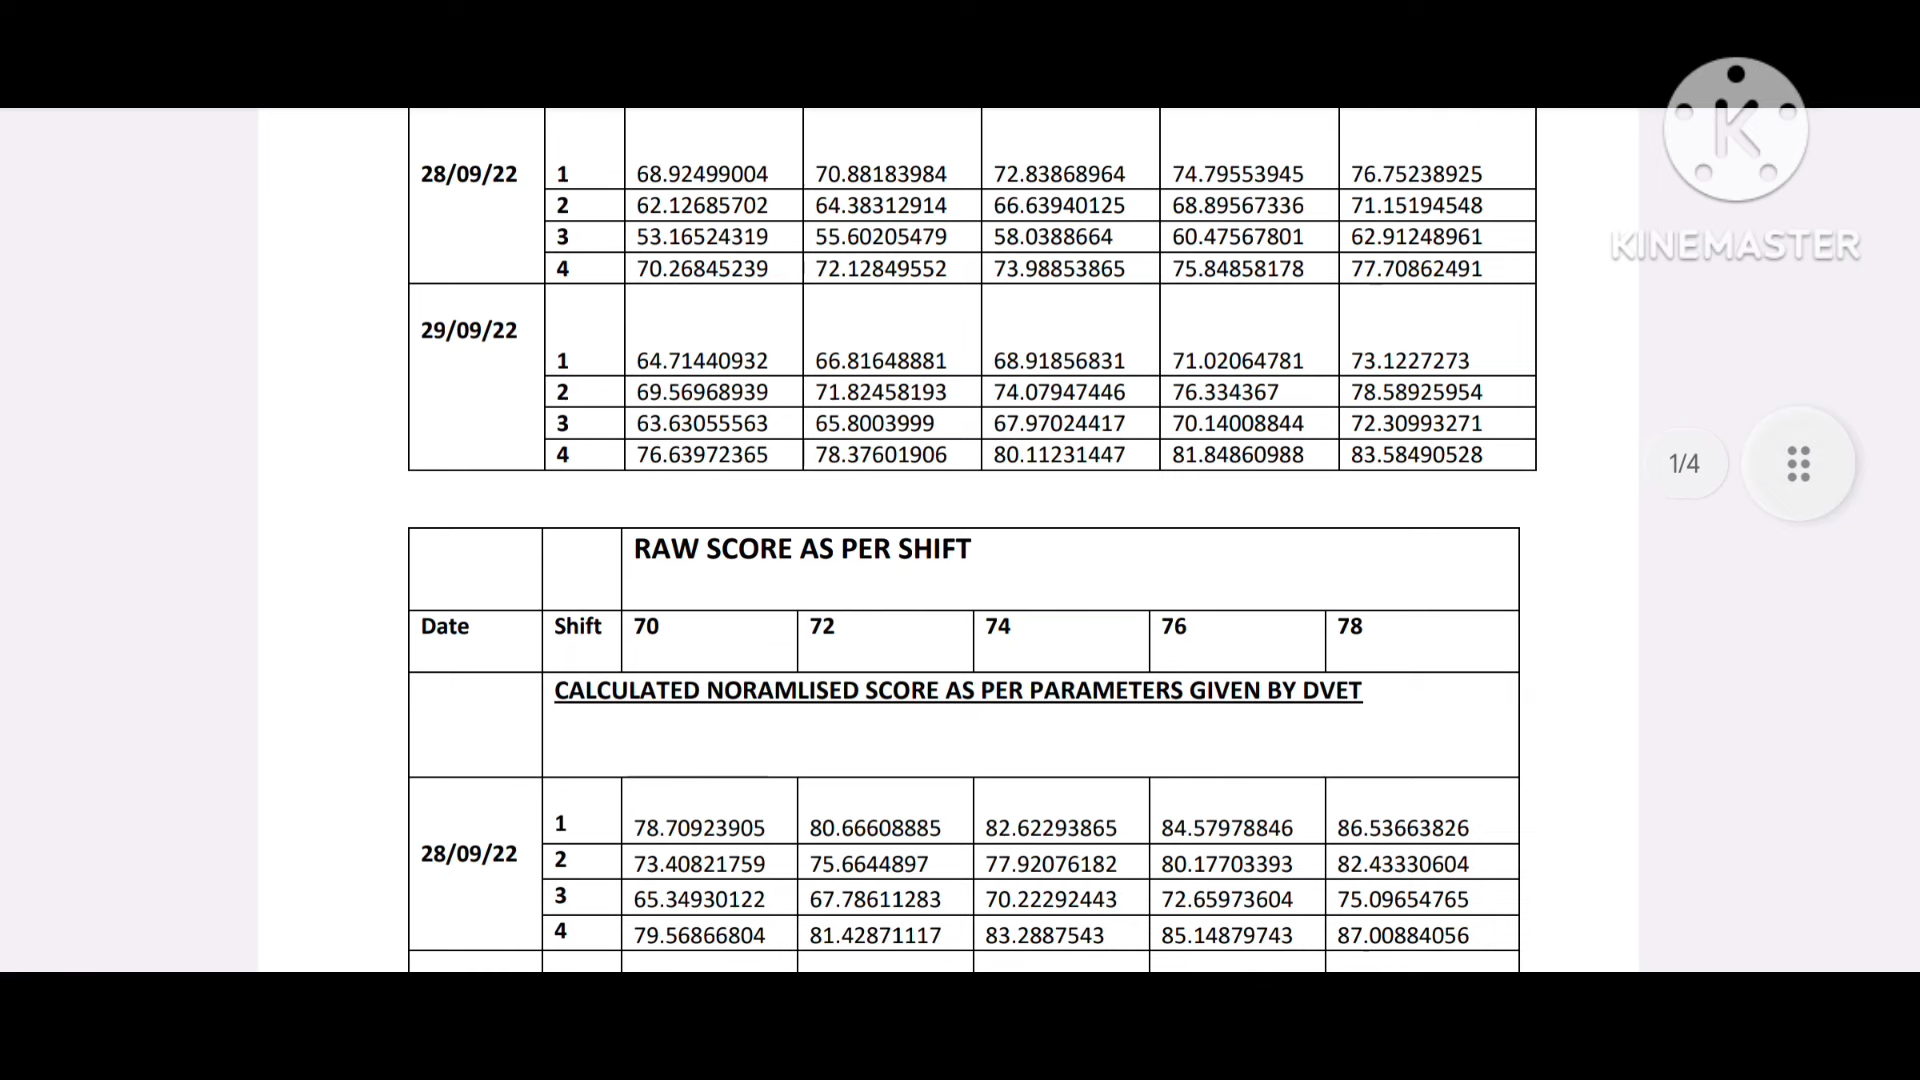 28/09/22 1 68.92499004 70.88183984 72.83868964 74.79553945 76.75238925
2 62.12685702 64.38312914 66.63940125 68.89567336 71.15194548
3 53.16524319 55.60205479 58.0388664 60.47567801 62.91248961
4 70.26845239 72.12849552 73.98853865 75.84858178 77.70862491
29/09/22
1 64.71440932 66.81648881 68.91856831 71.02064781 73.1227273
2 69.56968939 71.82458193 74.07947446 76.334367 78.58925954
3 63.63055563 65.8003999 67.97024417 70.14008844 72.30993271
4 76.63972365 78.37601906 80.11231447 81.84860988 83.58490528
RAW SCORE AS PER SHIFT
Date Shift 70 72 74 76 78
CALCULATED NORAMLISED SCORE AS PER PARAMETERS GIVEN BY DVET
28/09/22
1 78.70923905 80.66608885 82.62293865 84.57978846 86.53663826
2 73.40821759 75.6644897 77.92076182 80.17703393 82.43330604
3 65.34930122 67.78611283 70.22292443 72.65973604 75.09654765
4 79.56866804 81.42871117 83.2887543 85.14879743 87.00884056
K
KINEMASTER
1/4